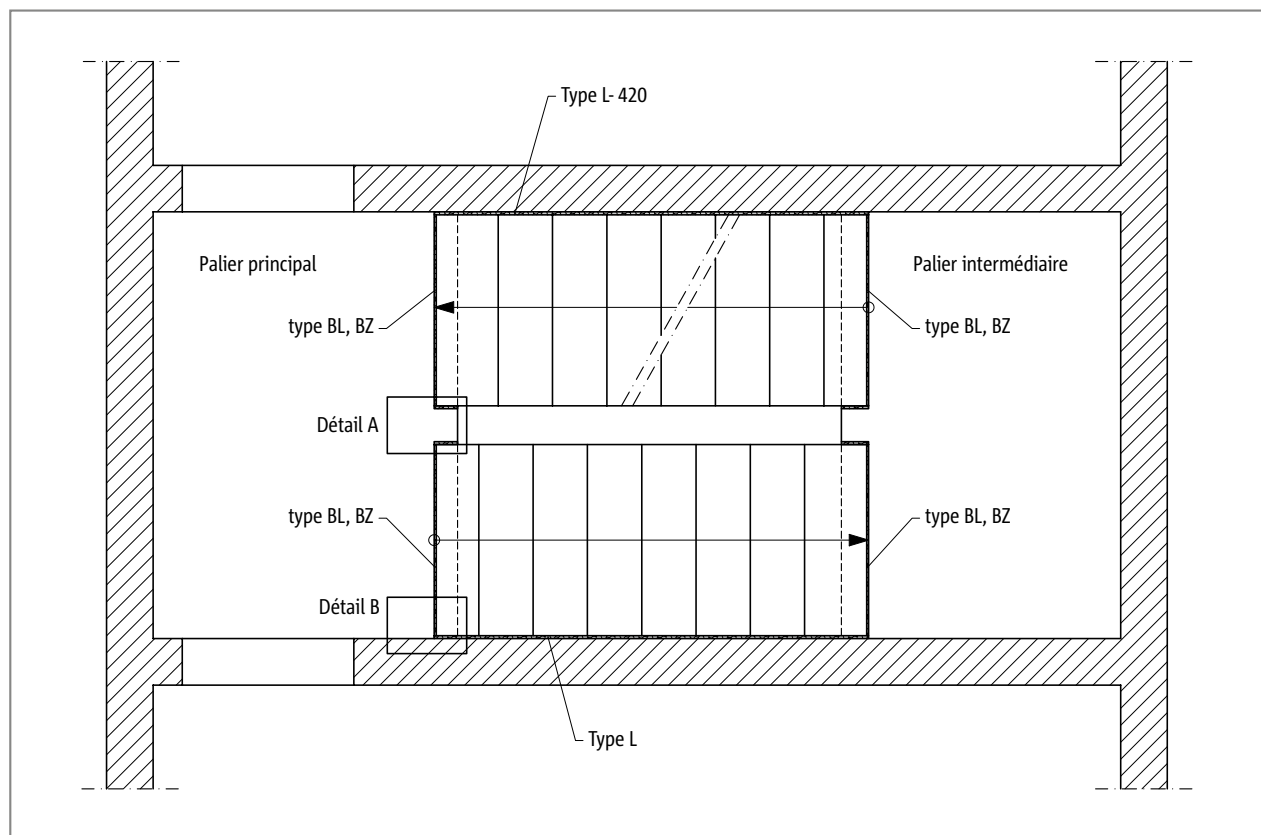 Type L- 420
Palier principal
Palier intermédiaire
type BL, BZ
type BL, BZ
Détail A
type BL, BZ
type BL, BZ
Détail B
Type L